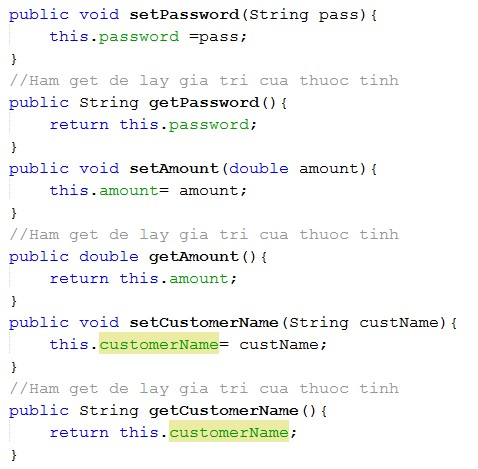 public void setPassword(String pass){
this.password =pass;
}
//Ham get de lay gia tri cua thuoc tinh
public String getPassword(){
return this.password;
}
public void setAmount(double amount){
this.amount= amount;
}
//Ham get de lay gia tri cua thuoc tinh
public double getAmount(){
return this.amount;
}
public void setCustomerName(String custName){
this.customerName= custName;
}
//Ham get de lay gia tri cua thuoc tinh
public String getCustomerName(){
return this.customerName;
}